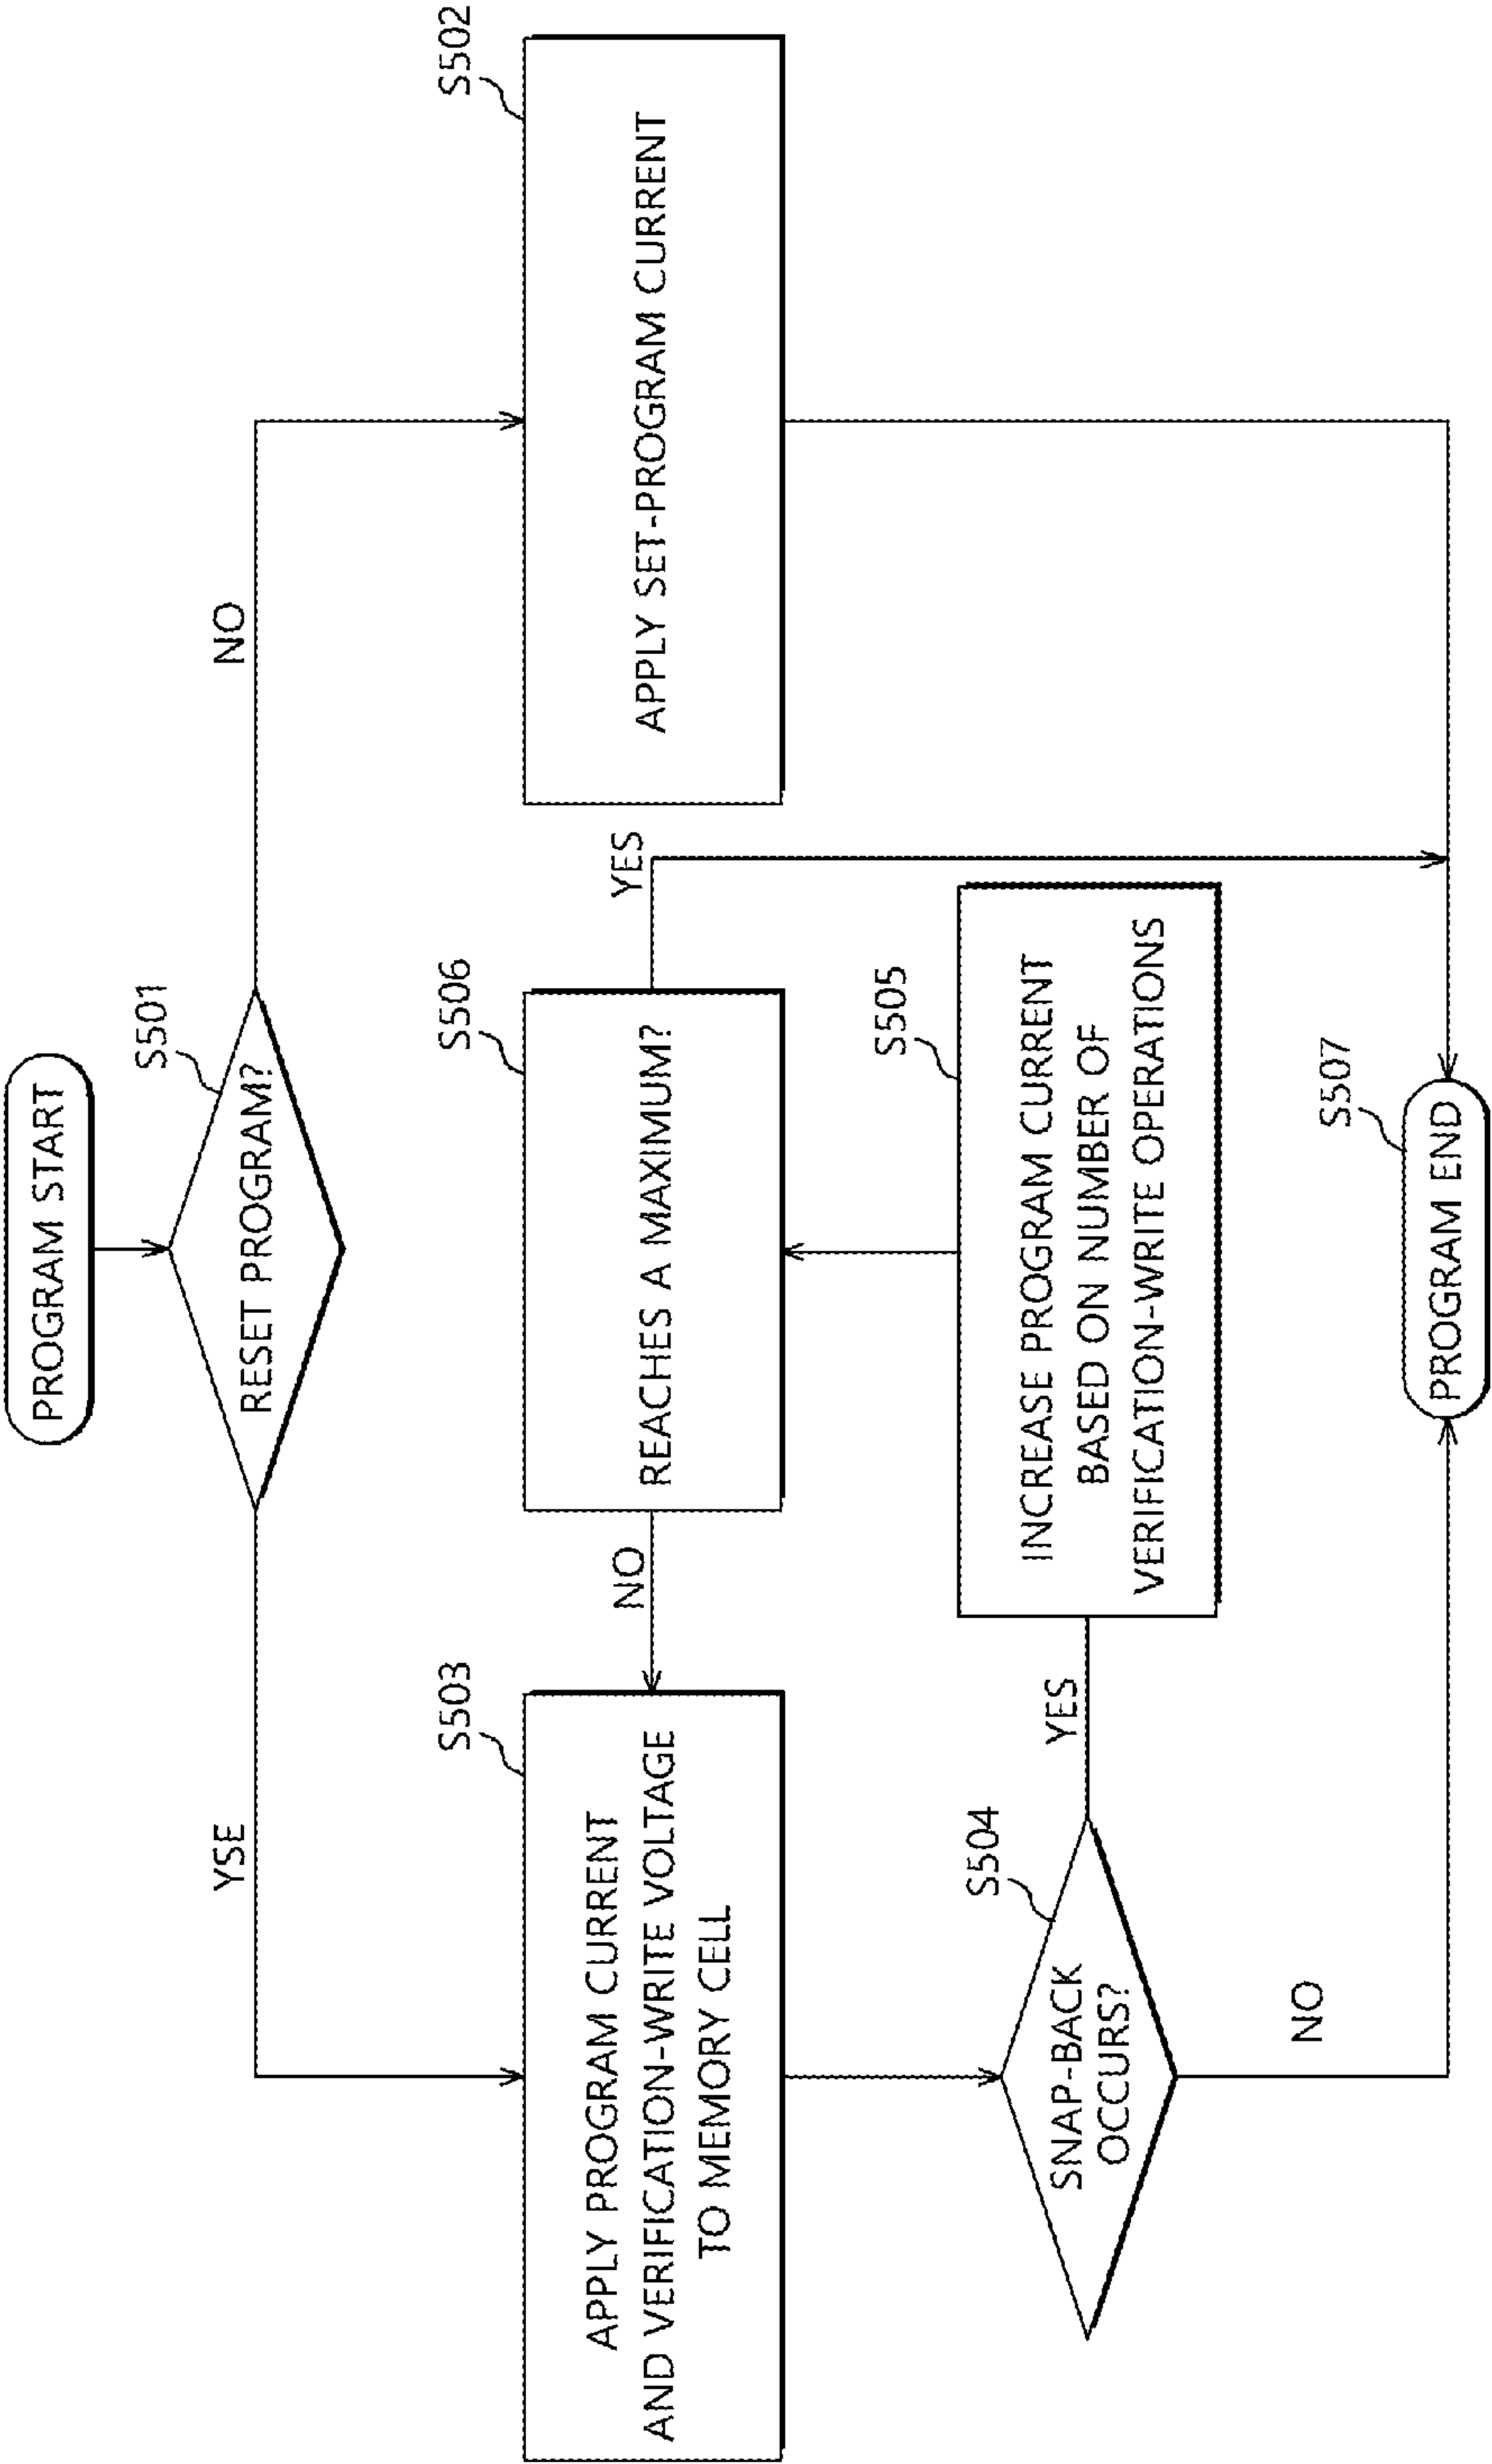 PROGRAM START
S501
RESET PROGRAM?
YSE
NO
S503
APPLY PROGRAM CURRENT
AND VERIFICATION-WRITE VOLTAGE
TO MEMORY CELL
NO
S506
REACHES A MAXIMUM?
YES
S502
APPLY SET-PROGRAM CURRENT
S504
SNAP-BACK
OCCURS?
YES
S505
INCREASE PROGRAM CURRENT
BASED ON NUMBER OF
VERIFICATION-WRITE OPERATIONS
NO
S507
PROGRAM END